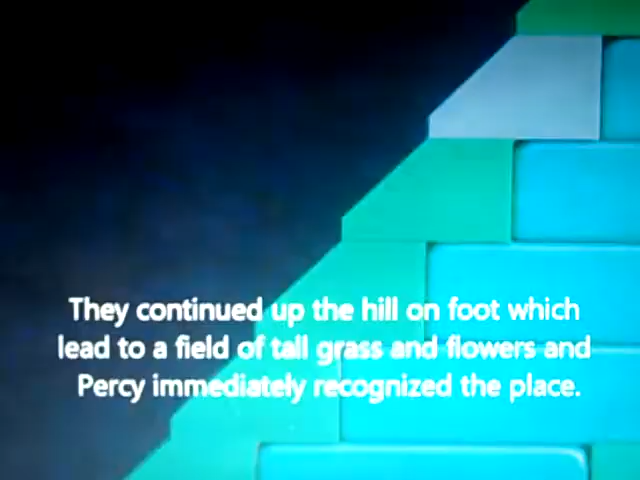 They continued up the hill on foot which
lead to a field of tall grass and flowers and
Percy immediately recognized the place.